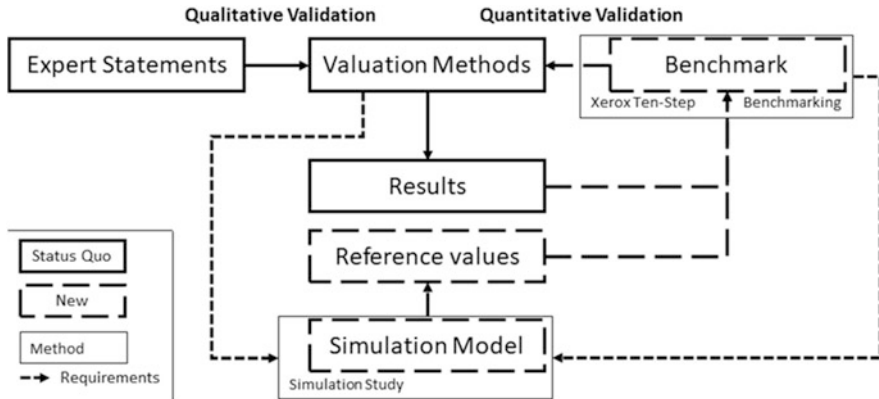 Qualitative Validation
Quantitative Validation
Expert Statements
Valuation Methods
Benchmark
Xerox Ten-Step
Benchmarking
Results
Reference values
Simulation Model
Simulation Study
Status Quo
New
Method
Requirements